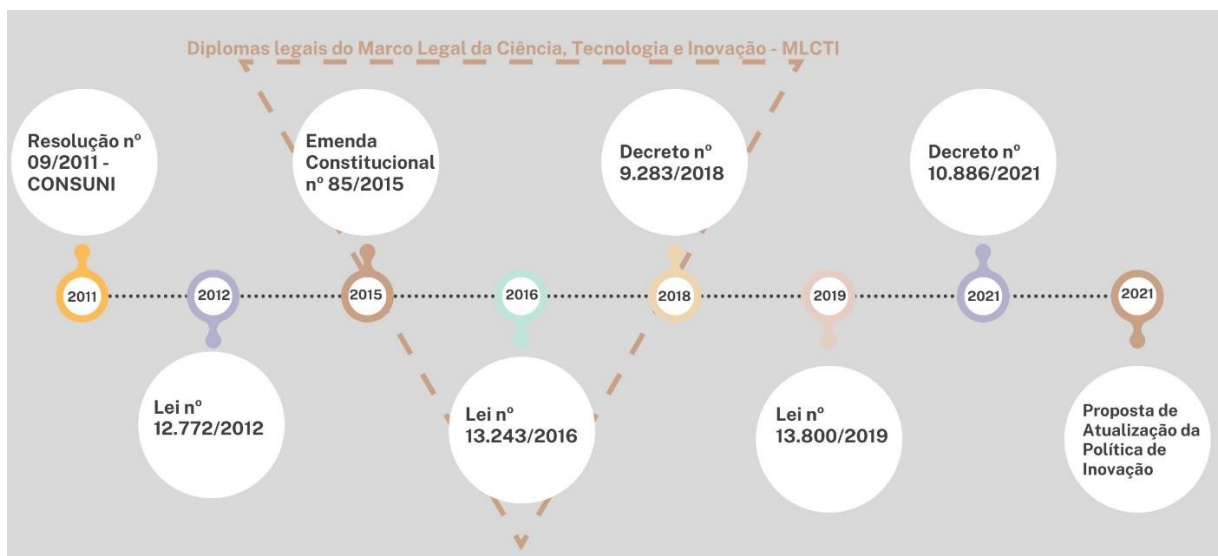 Diplomas legais do Marco Legal da Ciência, Tecnologia e Inovação - MLCTI
Resolução nº
09/2011 -
CONSUNI
Emenda
Constitucional
nº 85/2015
Decreto nº
9.283/2018
Decreto nº
10.886/2021
2011
2012
2015
2016
2018
2019
2021
2021
Lei nº
12.772/2012
Lei nº
13.243/2016
Lei nº
13.800/2019
Proposta de
Atualização da
Política de
Inovação